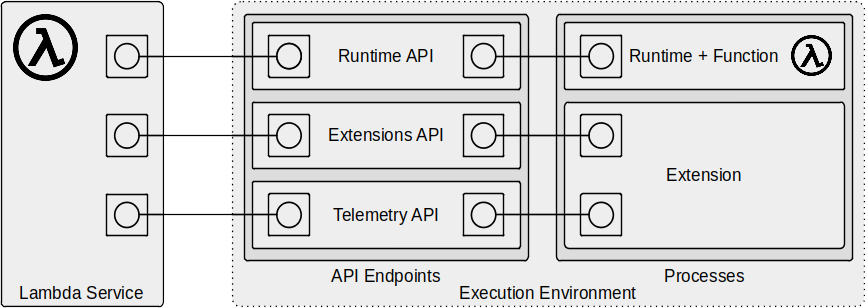 Runtime API
Runtime + Function
Extensions API
Extension
Telemetry API
API Endpoints
Processes
Lambda Service
Execution Environment